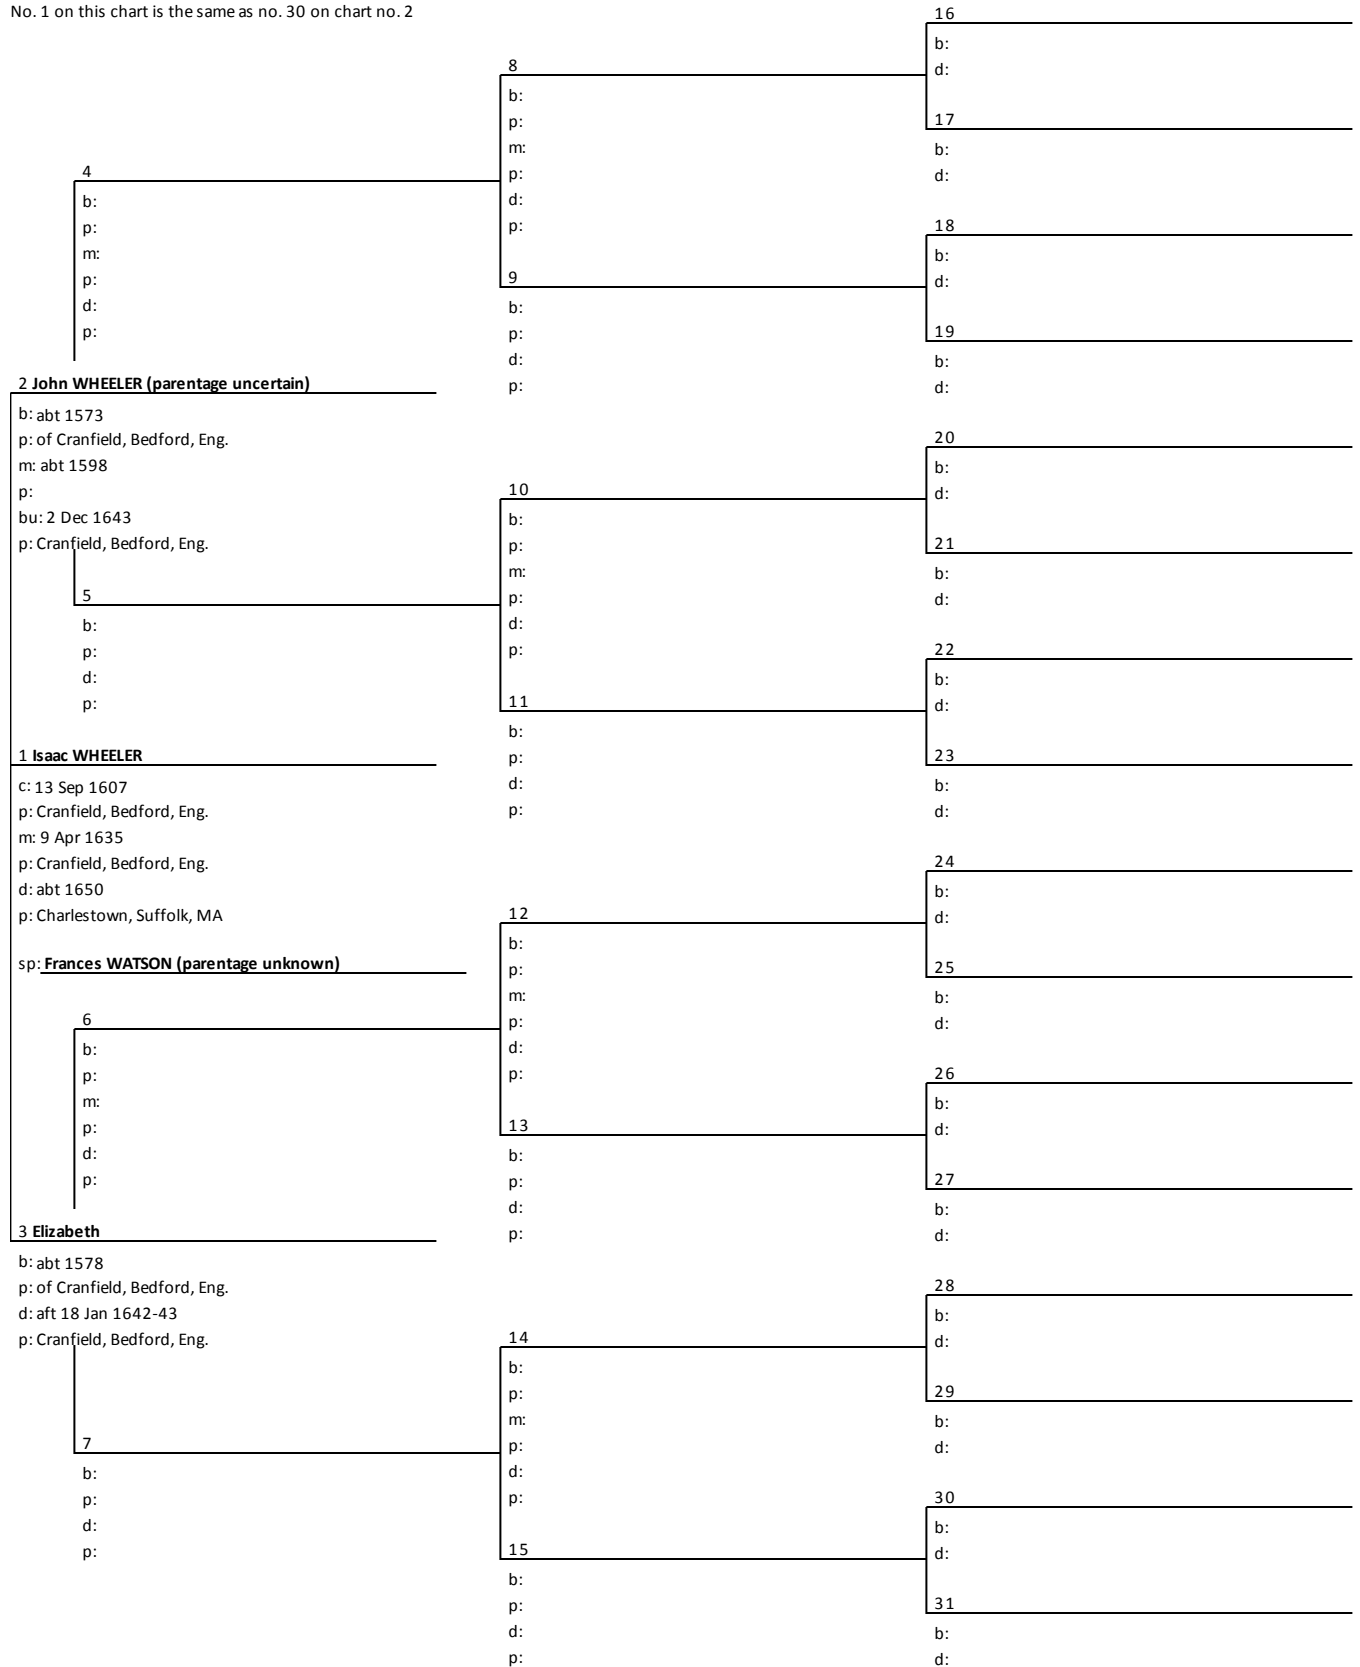 No. 1 on this chart is the same as no. 30 on chart no. 2
16
b:
d:
8
b:
p:
m:
p:
d:
p:
17
b:
d:
4
b:
p:
m:
p:
d:
p:
18
b:
d:
9
b:
p:
d:
p:
19
b:
d:
2 John WHEELER (parentage uncertain)
b: abt 1573
p: of Cranfield, Bedford, Eng.
m: abt 1598
p:
bu: 2 Dec 1643
p: Cranfield, Bedford, Eng.
20
b:
d:
10
b:
p:
m:
p:
d:
p:
21
b:
d:
5
b:
p:
d:
p:
22
b:
d:
11
b:
p:
d:
p:
23
b:
d:
1 Isaac WHEELER
c: 13 Sep 1607
p: Cranfield, Bedford, Eng.
m: 9 Apr 1635
p: Cranfield, Bedford, Eng.
d: abt 1650
p: Charlestown, Suffolk, MA
sp: Frances WATSON (parentage unknown)
24
b:
d:
12
b:
p:
m:
p:
d:
p:
25
b:
d:
6
b:
p:
m:
p:
d:
p:
26
b:
d:
13
b:
p:
d:
p:
27
b:
d:
3 Elizabeth
b: abt 1578
p: of Cranfield, Bedford, Eng.
d: aft 18 Jan 1642-43
p: Cranfield, Bedford, Eng.
28
b:
d:
14
b:
p:
m:
p:
d:
p:
29
b:
d:
7
b:
p:
d:
p:
30
b:
d:
15
b:
p:
d:
p:
31
b:
d: